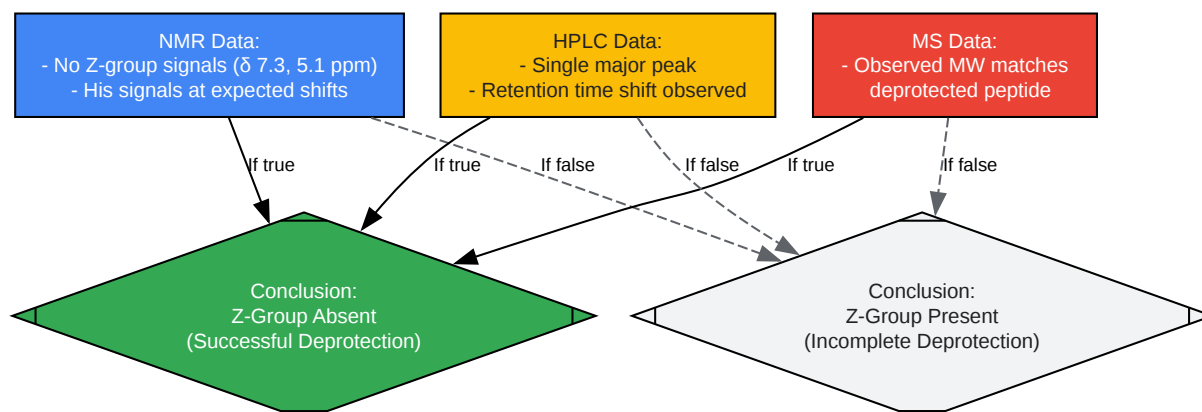 NMR Data:
- No Z-group signals (δ 7.3, 5.1 ppm)
- His signals at expected shifts
HPLC Data:
- Single major peak
- Retention time shift observed
MS Data:
- Observed MW matches
deprotected peptide
If true
If true
If false
If false
If true
If false
Conclusion:
Z-Group Absent
(Successful Deprotection)
Conclusion:
Z-Group Present
(Incomplete Deprotection)